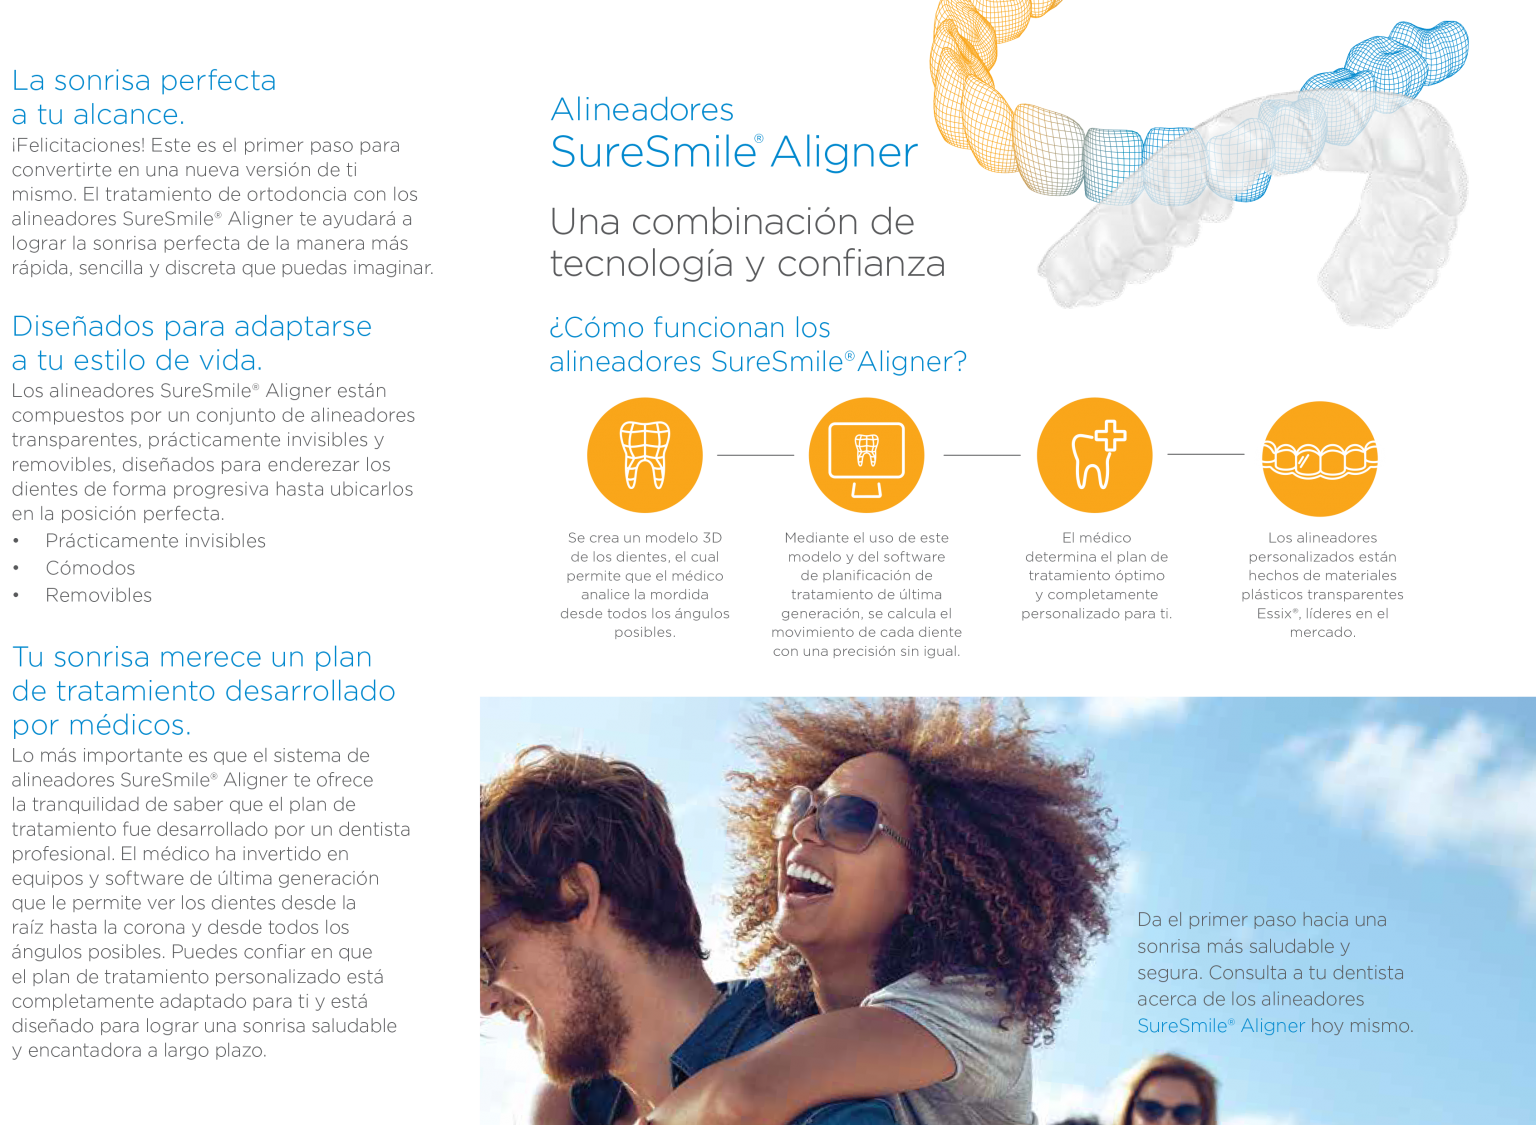 La sonrisa perfecta
a tu alcance.
¡Felicitaciones! Este es el primer paso para
convertirte en una nueva versión de ti
mismo. El tratamiento de ortodoncia con los
alineadores SureSmile® Aligner te ayudará a
lograr la sonrisa perfecta de la manera más
rápida, sencilla y discreta que puedas imaginar.
Diseñados para adaptarse
a tu estilo de vida.
Los alineadores SureSmile® Aligner están
compuestos por un conjunto de alineadores
transparentes, prácticamente invisibles y
removibles, diseñados para enderezar los
dientes de forma progresiva hasta ubicarlos
en la posición perfecta.
• Prácticamente invisibles
• Cómodos
• Removibles
Tu sonrisa merece un plan
de tratamiento desarrollado
por médicos.
Lo más importante es que el sistema de
alineadores SureSmile® Aligner te ofrece
la tranquilidad de saber que el plan de
tratamiento fue desarrollado por un dentista
profesional. El médico ha invertido en
equipos y software de última generación
que le permite ver los dientes desde la
raíz hasta la corona y desde todos los
ángulos posibles. Puedes confiar en que
el plan de tratamiento personalizado está
completamente adaptado para ti y está
diseñado para lograr una sonrisa saludable
y encantadora a largo plazo.
Alineadores
SureSmile® Aligner
Una combinación de
tecnología y confianza
¿Cómo funcionan los
alineadores SureSmile® Aligner?
Se crea un modelo 3D
de los dientes, el cual
permite que el médico
analice la mordida
desde todos los ángulos
posibles.
Mediante el uso de este
modelo y del software
de planificación de
tratamiento de última
generación, se calcula el
movimiento de cada diente
con una precisión sin igual.
El médico
determina el plan de
tratamiento óptimo
y completamente
personalizado para ti.
Los alineadores
personalizados están
hechos de materiales
plásticos transparentes
Essix®, líderes en el
mercado.
Da el primer paso hacia una
sonrisa más saludable y
segura. Consulta a tu dentista
acerca de los alineadores
SureSmile® Aligner hoy mismo.